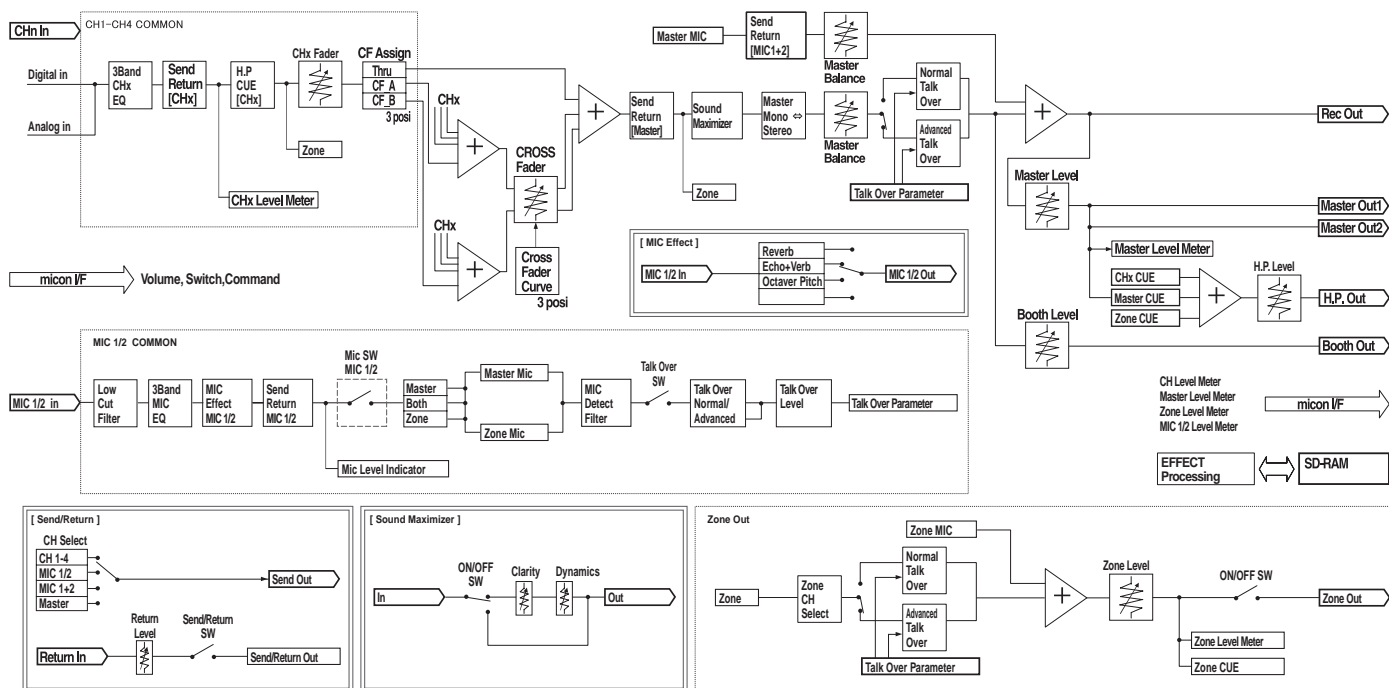 CH1-CH4 COMMON
CHn In
Digital in
Analog in
3Band
CHx
EQ
Send
Return
[CHx]
H.P
CUE
[CHx]
CHx Fader
CF Assign
Thru
CF_A
CF_B
3 posi
Zone
CHx Level Meter
CHx
CHx
CROSS
Fader
Cross
Fader
Curve
3 posi
Master MIC
Send
Return
[MIC1+2]
Master
Balance
Send
Return
[Master]
Sound
Maximizer
Master
Mono ⇔
Stereo
Master
Balance
Normal
Talk
Over
Advanced
Talk
Over
Zone
Talk Over Parameter
Rec Out
Master Level
Master Out1
Master Out2
Master Level Meter
CHx CUE
Master CUE
Zone CUE
H.P. Level
H.P. Out
Booth Level
Booth Out
micon I/F
Volume, Switch,Command
[ MIC Effect ]
MIC 1/2 In
Reverb
Echo+Verb
Octaver Pitch
MIC 1/2 Out
MIC 1/2 COMMON
MIC 1/2 in
Low
Cut
Filter
3Band
MIC
EQ
MIC
Effect
MIC 1/2
Send
Return
MIC 1/2
Mic SW
MIC 1/2
Master
Both
Zone
Master Mic
Zone Mic
MIC
Detect
Filter
Talk Over
SW
Talk Over
Normal/
Advanced
Talk Over
Level
Talk Over Parameter
Mic Level Indicator
CH Level Meter
Master Level Meter
Zone Level Meter
MIC 1/2 Level Meter
micon I/F
EFFECT
Processing
SD-RAM
[ Send/Return ]
CH Select
CH 1-4
MIC 1/2
MIC 1+2
Master
Send Out
Return In
Return
Level
Send/Return
SW
Send/Return Out
[ Sound Maximizer ]
In
ON/OFF
SW
Clarity
Dynamics
Out
Zone Out
Zone
Zone
CH
Select
Zone MIC
Normal
Talk
Over
Advanced
Talk
Over
Talk Over Parameter
Zone Level
ON/OFF SW
Zone Out
Zone Level Meter
Zone CUE